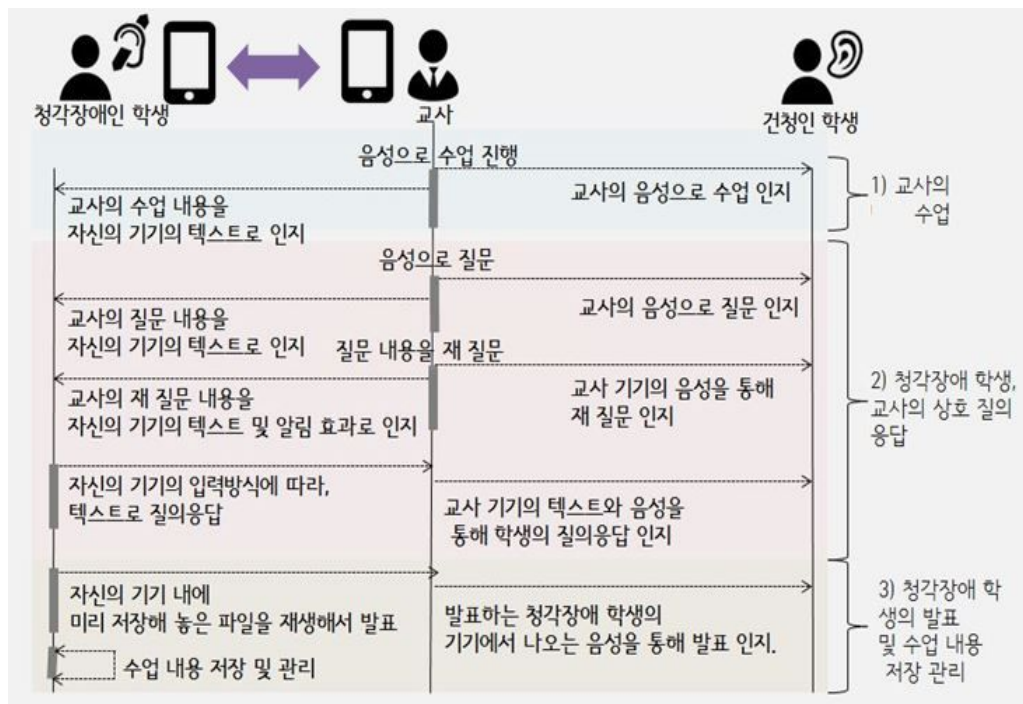 청각장애인 학생
교사
건청인 학생
음성으로 수업 진행
교사의 음성으로 수업 인지
교사의 수업 내용을
자신의 기기의 텍스트로 인지
1) 교사의
수업
음성으로 질문
교사의 음성으로 질문 인지
교사의 질문 내용을
자신의 기기의 텍스트로 인지
질문 내용을 재 질문
교사 기기의 음성을 통해
재 질문 인지
교사의 재 질문 내용을
자신의 기기의 텍스트 및 알림 효과로 인지
2) 청각장애 학생,
교사의 상호 질의
응답
자신의 기기의 입력방식에 따라,
텍스트로 질의응답
교사 기기의 텍스트와 음성을
통해 학생의 질의응답 인지
자신의 기기 내에
미리 저장해 놓은 파일을 재생해서 발표
발표하는 청각장애 학생의
기기에서 나오는 음성을 통해 발표 인지.
3) 청각장애 학
생의 발표
및 수업 내용
저장 관리
수업 내용 저장 및 관리